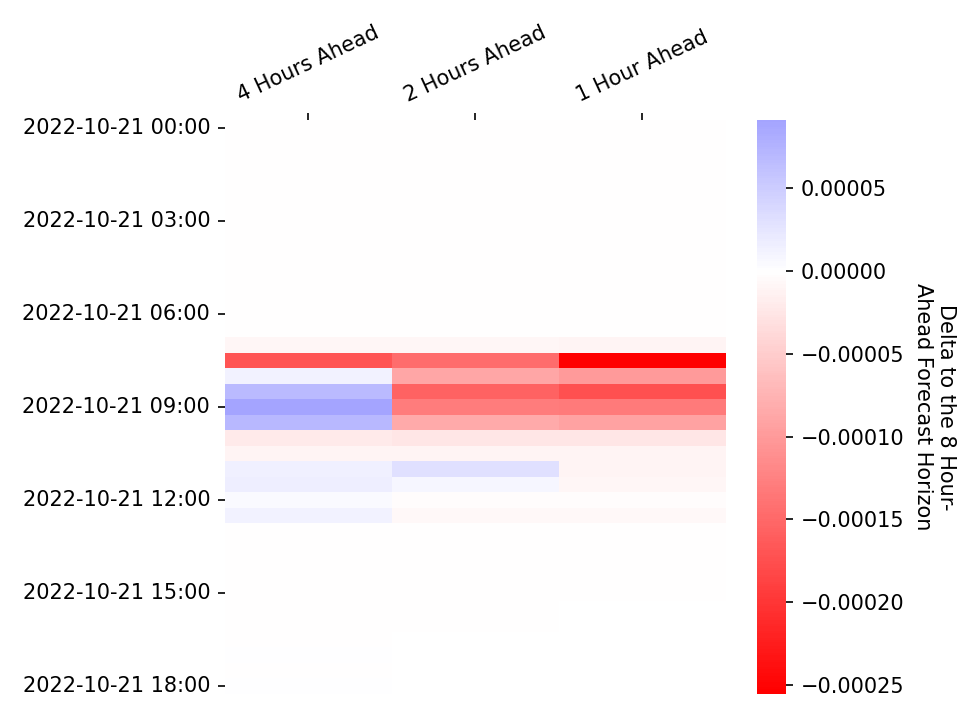 4 Hours Ahead
2 Hours Ahead
1 Hour Ahead
2022-10-21 00:00
2022-10-21 03:00
2022-10-21 06:00
2022-10-21 09:00
2022-10-21 12:00
2022-10-21 15:00
2022-10-21 18:00
0.00005
0.00000
−0.00005
−0.00010
−0.00015
−0.00020
−0.00025
Delta to the 8 Hour-
Ahead Forecast Horizon